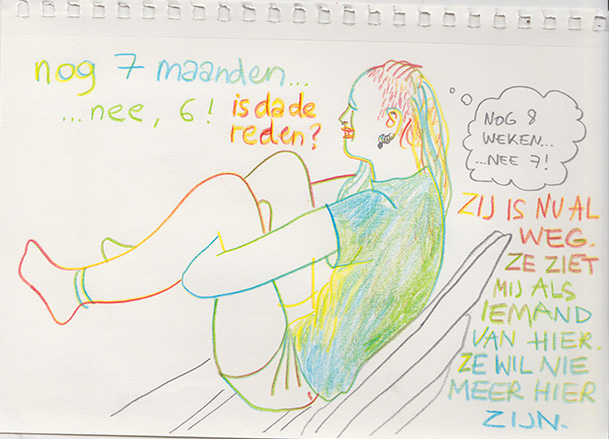 nog 7 maanden...
...nee, 6!
is da de
reden?
NOG 8
WEKEN...
...NEE 7!
ZIJ IS NU AL
WEG.
ZE ZIET
MIJ ALS
IEMAND
VAN HIER.
ZE WIL NIE
MEER HIER
ZIJN.